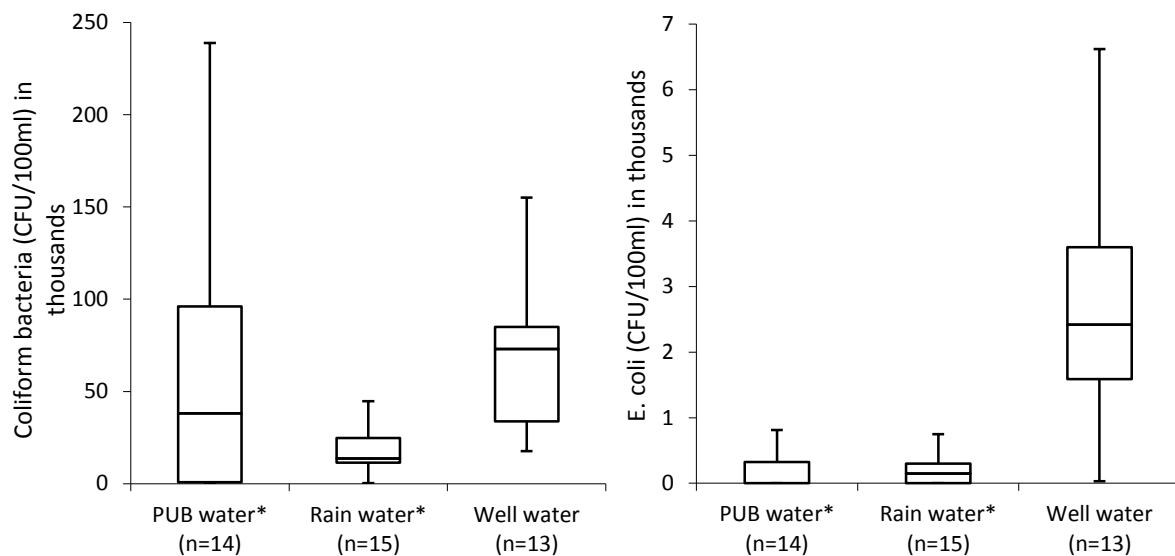 Coliform bacteria (CFU/100ml) in
thousands
250
200
150
100
50
0
PUB water*
(n=14)
Rain water*
(n=15)
Well water
(n=13)
E. coli (CFU/100ml) in thousands
7
6
5
4
3
2
1
0
PUB water*
(n=14)
Rain water*
(n=15)
Well water
(n=13)